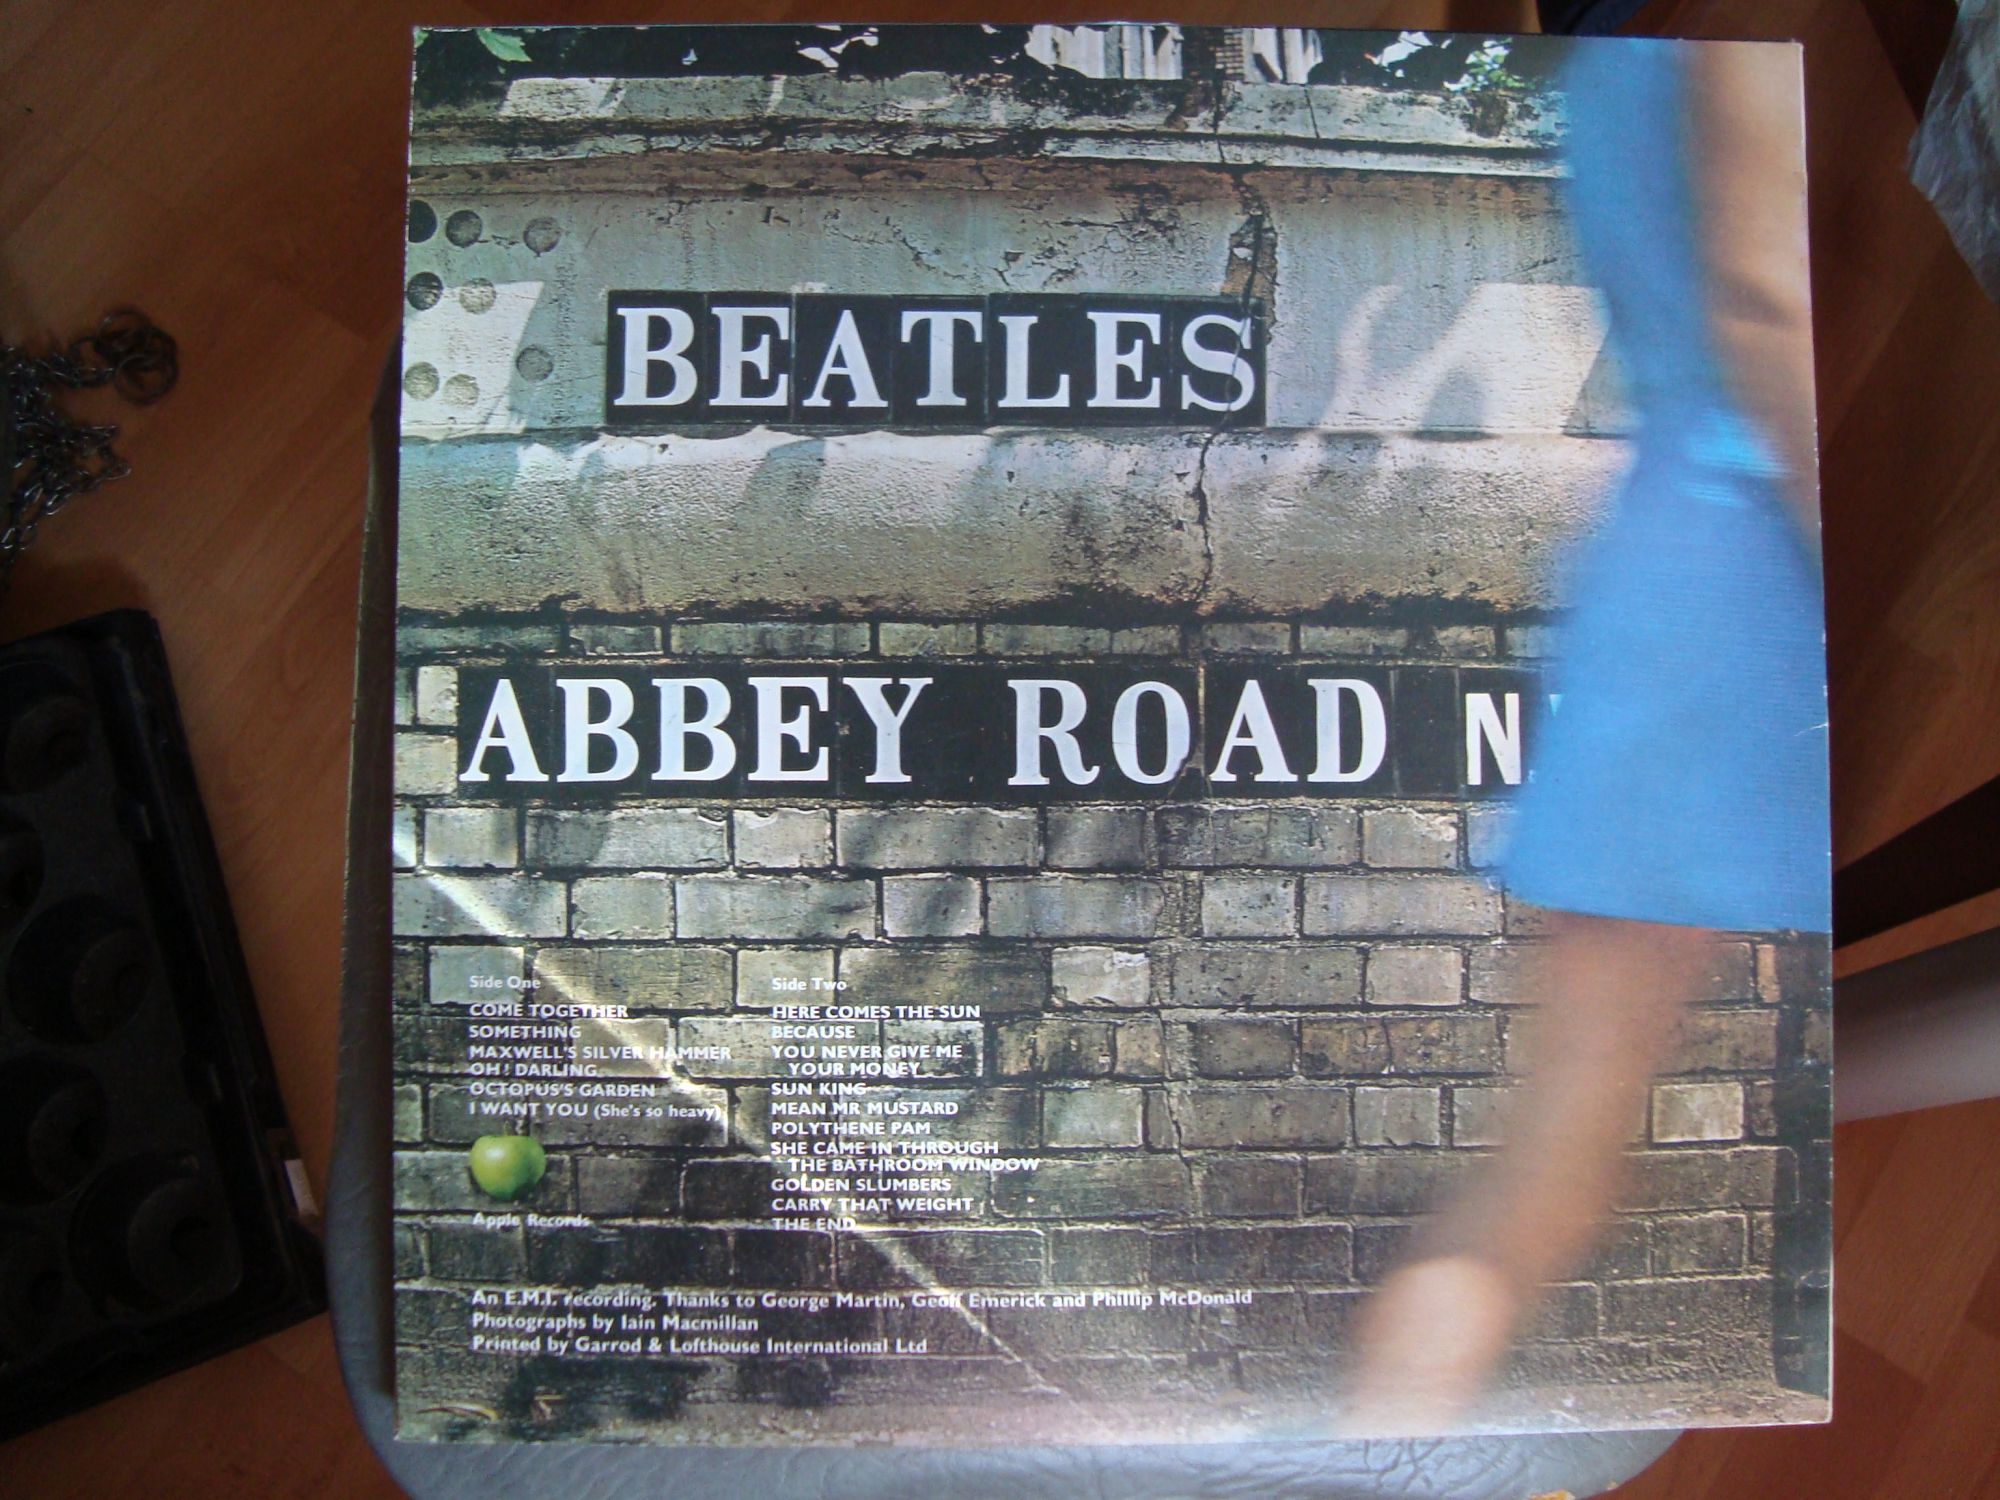 BEATLES
ABBEY ROAD N
Side One
COME TOGETHER
SOMETHING
MAXWELL'S SILVER HAMMER
OH! DARLING
OCTOPUS'S GARDEN
I WANT YOU (She's so heavy)
Apple Records
Side Two
HERE COMES THE SUN
BECAUSE
YOU NEVER GIVE ME
YOUR MONEY
SUN KING
MEAN MR MUSTARD
POLYTHENE PAM
SHE CAME IN THROUGH
THE BATHROOM WINDOW
GOLDEN SLUMBERS
CARRY THAT WEIGHT
THE END
An E.M.I. recording. Thanks to George Martin, Geoff Emerick and Phillip McDonald
Photographs by Iain Macmillan
Printed by Garrod & Lofthouse International Ltd